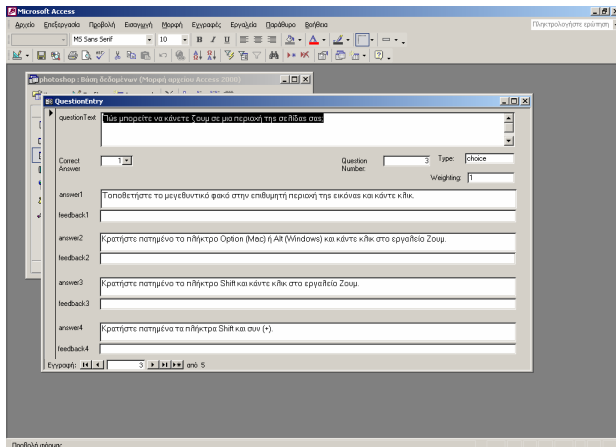 Microsoft Access
Αρχείο Επεξεργασία Προβολή Εισαγωγή Μορφή Εγγραφές Εργαλεία Παράθυρο Βοήθεια
Πληκτρολογήστε ερώτηση
MS Sans Serif 10 B I U
photoshop : Βάση δεδομένων (Μορφή αρχείου Access 2000)
QuestionEntry
questionText Πώς μπορείτε να κάνετε ζουμ σε μια περιοχή της σελίδας σας;
Correct Answer 1 Question Number: 3 Type: choice
Weighting: 1
answer1 Τοποθετήστε το μεγεθυντικό φακό στην επιθυμητή περιοχή της εικόνας και κάντε κλικ.
feedback1
answer2 Κρατήστε πατημένο το πλήκτρο Option (Mac) ή Alt (Windows) και κάντε κλικ στο εργαλείο Ζουμ.
feedback2
answer3 Κρατήστε πατημένο το πλήκτρο Shift και κάντε κλικ στο εργαλείο Ζουμ.
feedback3
answer4 Κρατήστε πατημένο τα πλήκτρα Shift και συν (+).
feedback4
Εγγραφή: 3 από 5
Προβολή φόρμας